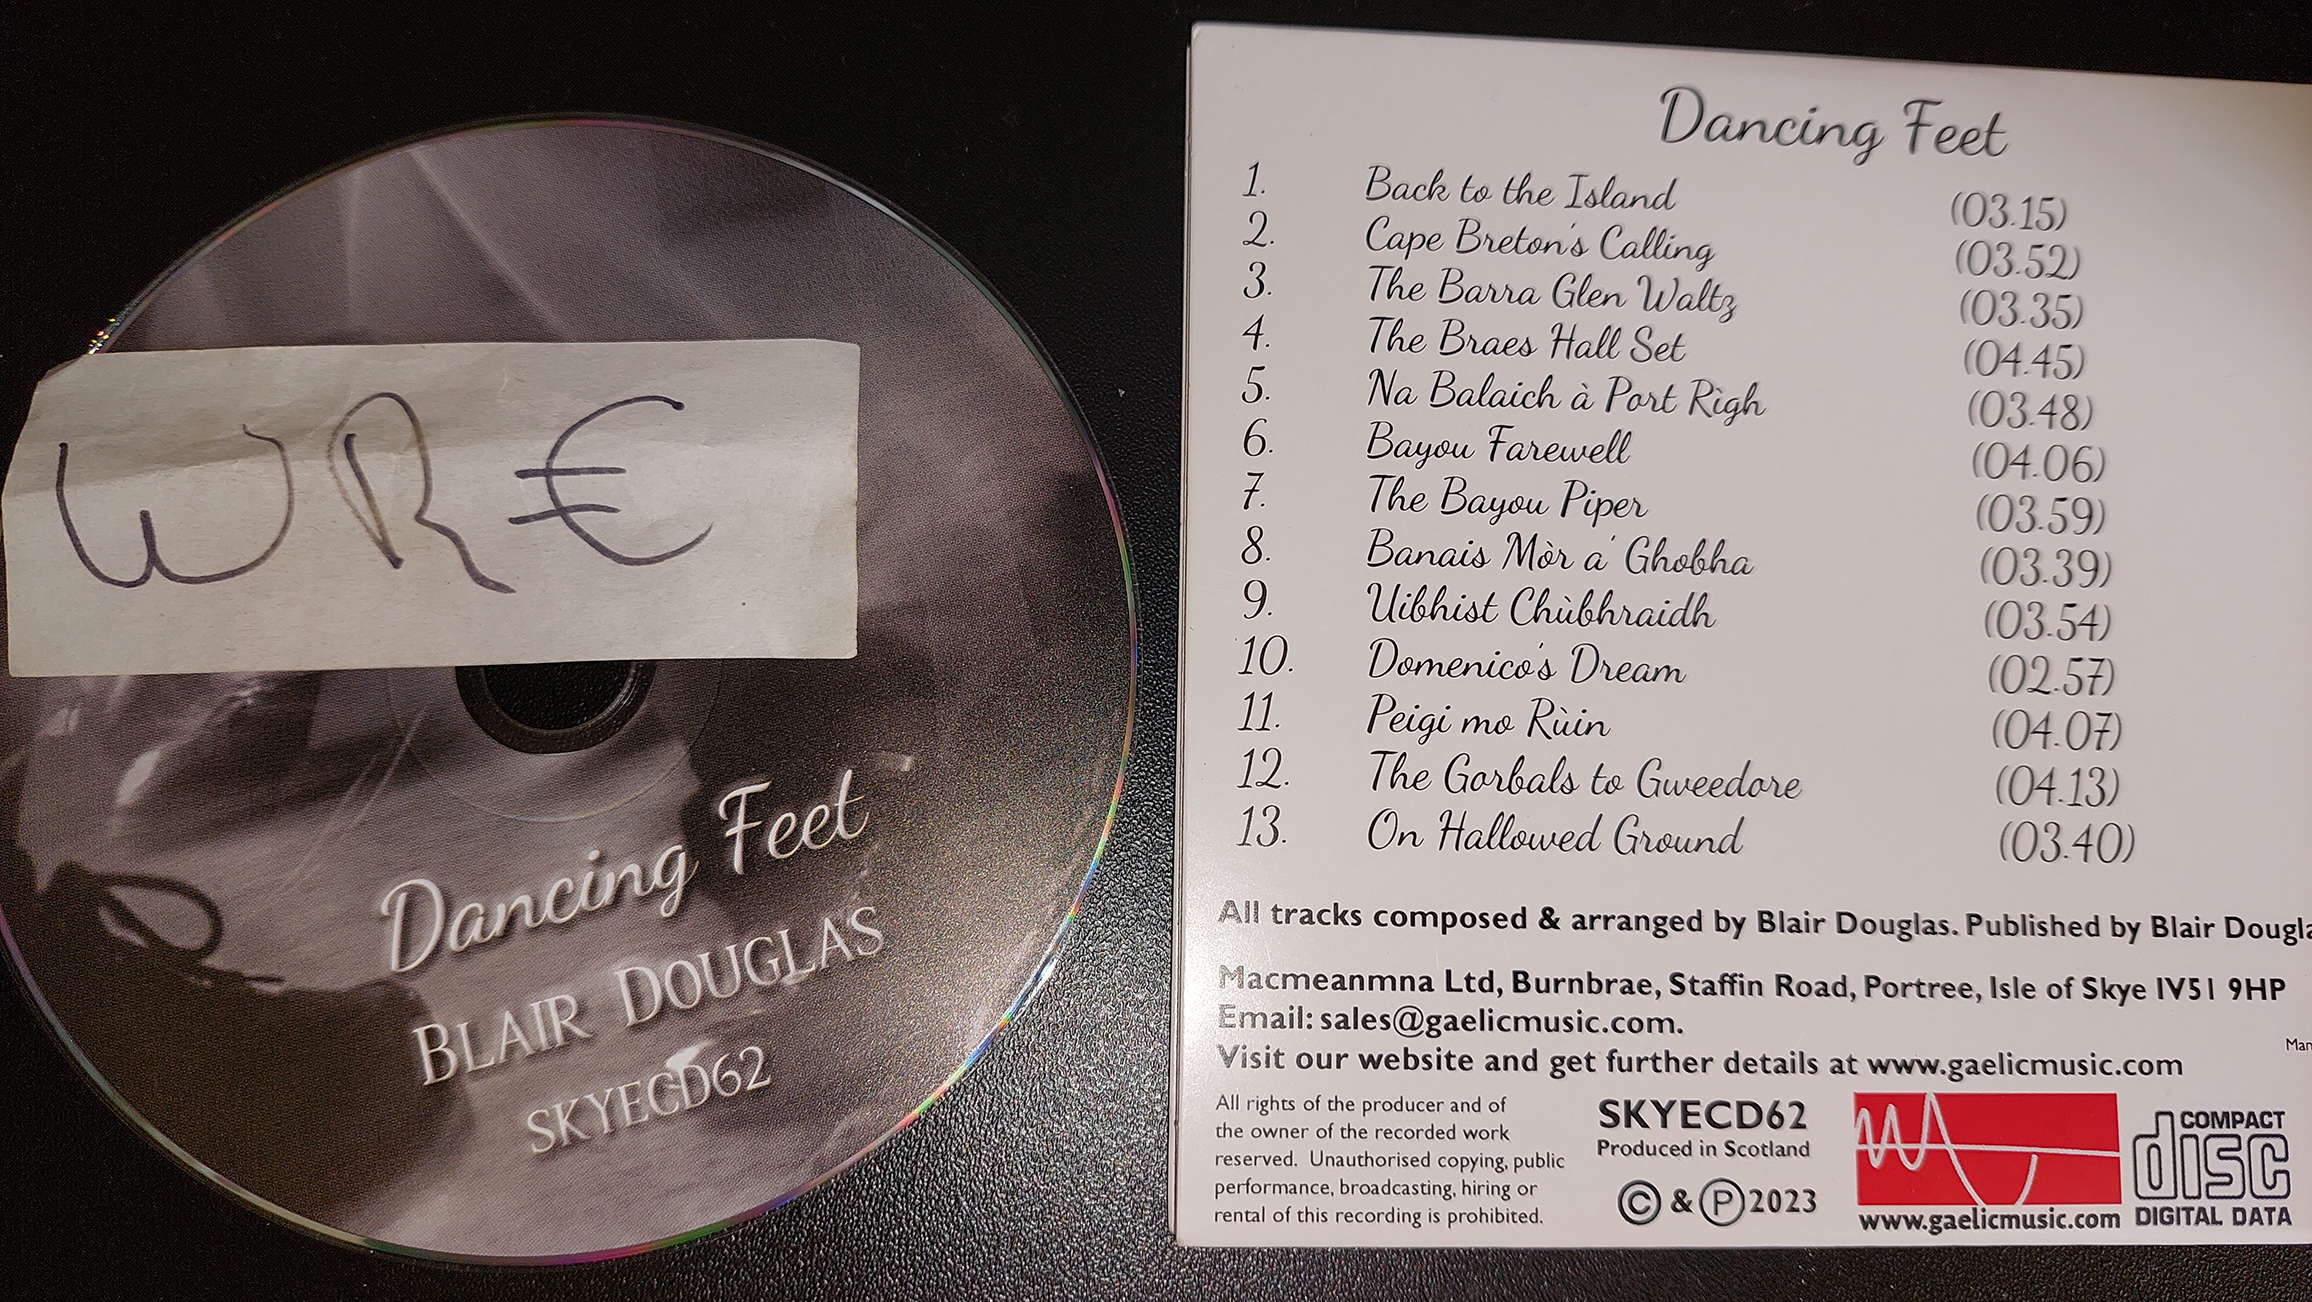 WR€
Dancing Feet
BLAIR DOUGLAS
SKYECD62
Dancing Feet
1. Back to the Island (03.15)
2. Cape Breton's Calling (03.52)
3. The Barra Glen Waltz (03.35)
4. The Braes Hall Set (04.45)
5. Na Balaich à Port Rìgh (03.48)
6. Bayou Farewell (04.06)
7. The Bayou Piper (03.59)
8. Banais Mòr a' Ghobha (03.39)
9. Uibhist Chùbhraidh (03.54)
10. Domenico's Dream (02.57)
11. Peigi mo Rùin (04.07)
12. The Gorbals to Gweedore (04.13)
13. On Hallowed Ground (03.40)
All tracks composed & arranged by Blair Douglas. Published by Blair
Macmeanmna Ltd, Burnbrae, Staffin Road, Portree, Isle of Skye IV51 9HP
Email: sales@gaelicmusic.com.
Visit our website and get further details at www.gaelicmusic.com
All rights of the producer and of
the owner of the recorded work
reserved. Unauthorised copying, public
performance, broadcasting, hiring or
rental of this recording is prohibited.
SKYECD62
Produced in Scotland
© & ℗ 2023
www.gaelicmusic.com
COMPACT
disc
DIGITAL DATA